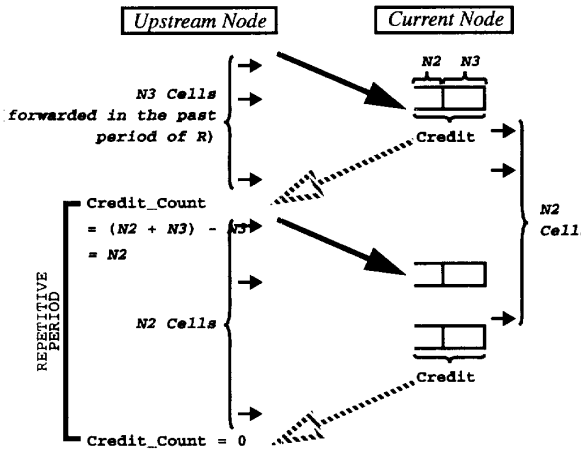 Upstream Node
Current Node
N2 N3
N3 Cells
(forwarded in the past
period of R)
Credit
Credit_Count
= (N2 + N3) - N3
= N2
N2
Cell
REPETITIVE
PERIOD
N2 Cells
Credit
Credit_Count = 0